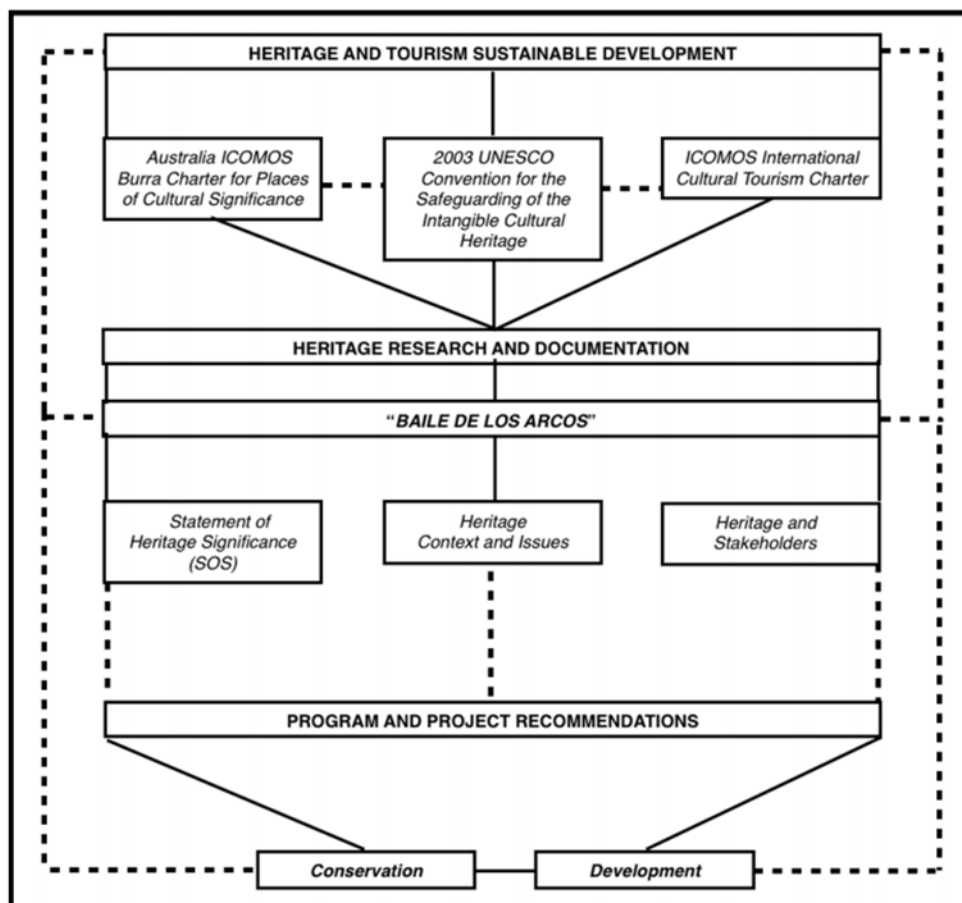 HERITAGE AND TOURISM SUSTAINABLE DEVELOPMENT
Australia ICOMOS
Burra Charter for Places
of Cultural Significance
2003 UNESCO
Convention for the
Safeguarding of the
Intangible Cultural
Heritage
ICOMOS International
Cultural Tourism Charter
HERITAGE RESEARCH AND DOCUMENTATION
"BAILE DE LOS ARCOS"
Statement of
Heritage Significance
(SOS)
Heritage
Context and Issues
Heritage and
Stakeholders
PROGRAM AND PROJECT RECOMMENDATIONS
Conservation
Development